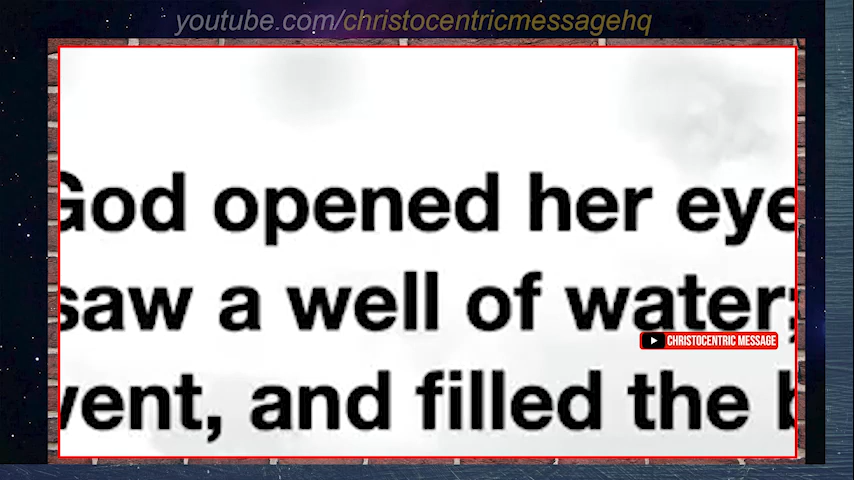 youtube.com/christocentricmessagehq
God opened her eye
saw a well of water;
vent, and filled the b
CHRISTOCENTRIC MESSAGE